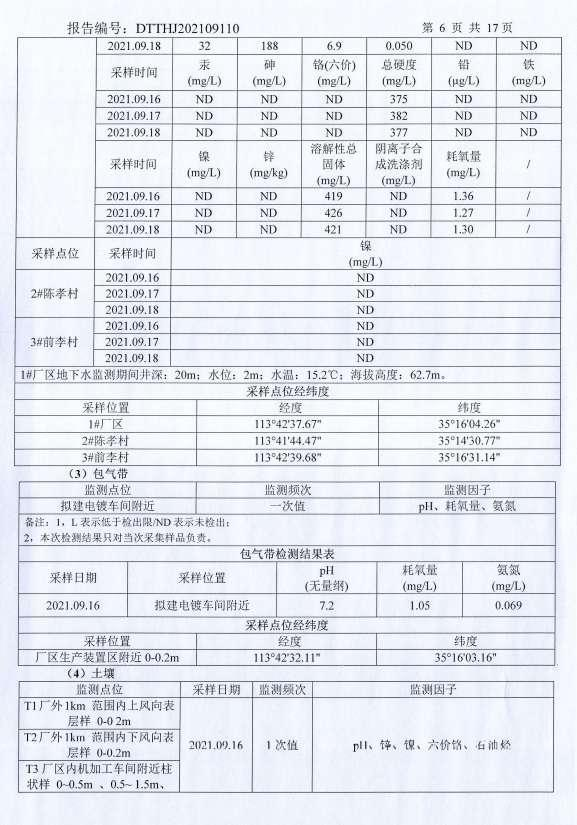 报告编号：DTTHJ202109110 第 6 页 共 17 页
2021.09.18 32 188 6.9 0.050 ND ND
采样时间 汞 (mg/L) 砷 (mg/L) 铬(六价) (mg/L) 总硬度 (mg/L) 铅 (μg/L) 铁 (mg/L)
2021.09.16 ND ND ND 375 ND ND
2021.09.17 ND ND ND 382 ND ND
2021.09.18 ND ND ND 377 ND ND
采样时间 镍 (mg/L) 锌 (mg/kg) 溶解性总固体 (mg/L) 阴离子合成洗涤剂 (mg/L) 耗氧量 (mg/L) /
2021.09.16 ND ND 419 ND 1.36 /
2021.09.17 ND ND 426 ND 1.27 /
2021.09.18 ND ND 421 ND 1.30 /
采样点位 采样时间 镍 (mg/L)
2#陈孝村
2021.09.16 ND
2021.09.17 ND
2021.09.18 ND
3#前李村
2021.09.16 ND
2021.09.17 ND
2021.09.18 ND
1#厂区地下水监测期间井深：20m；水位：2m；水温：15.2℃；海拔高度：62.7m。
采样点位经纬度
采样位置 经度 纬度
1#厂区 113°42'37.67" 35°16'04.26"
2#陈孝村 113°41'44.47" 35°14'30.77"
3#前李村 113°42'39.68" 35°16'31.14"
（3）包气带
监测点位 监测频次 监测因子
拟建电镀车间附近 一次值 pH、耗氧量、氨氮
备注：1，L 表示低于检出限/ND 表示未检出；
2，本次检测结果只对当次采集样品负责。
包气带检测结果表
采样日期 采样位置 pH (无量纲) 耗氧量 (mg/L) 氨氮 (mg/L)
2021.09.16 拟建电镀车间附近 7.2 1.05 0.069
采样点位经纬度
采样位置 经度 纬度
厂区生产装置区附近 0-0.2m 113°42'32.11" 35°16'03.16"
（4）土壤
监测点位 采样日期 监测频次 监测因子
T1厂外1km 范围内上风向表
层样 0-0 2m
T2厂外1km 范围内下风向表
层样 0-0.2m
2021.09.16 1 次值 pH、锌、镍、六价铬、石油烃
T3 厂区内机加工车间附近柱
状样 0~0.5m 、0.5~ 1.5m、